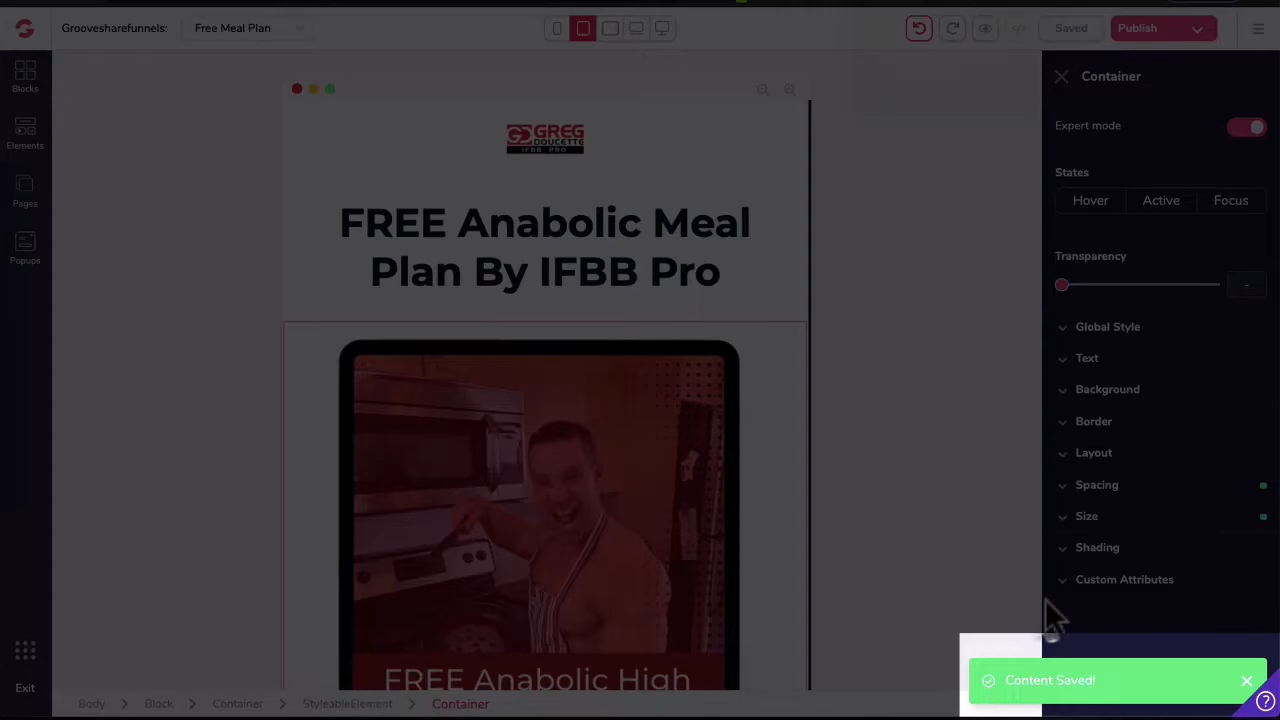 Groovesharefunnels:
Free Meal Plan
Saved
Publish
Blocks
Elements
Pages
Popups
Exit
GD GREG
DOUCETTE
IFBB PRO
FREE Anabolic Meal
Plan By IFBB Pro
FREE Anabolic High
Container
Expert mode
States
Hover
Active
Focus
Transparency
-
Global Style
Text
Background
Border
Layout
Spacing
Size
Shading
Custom Attributes
Content Saved!
Body
Block
Container
StyleableElement
Container